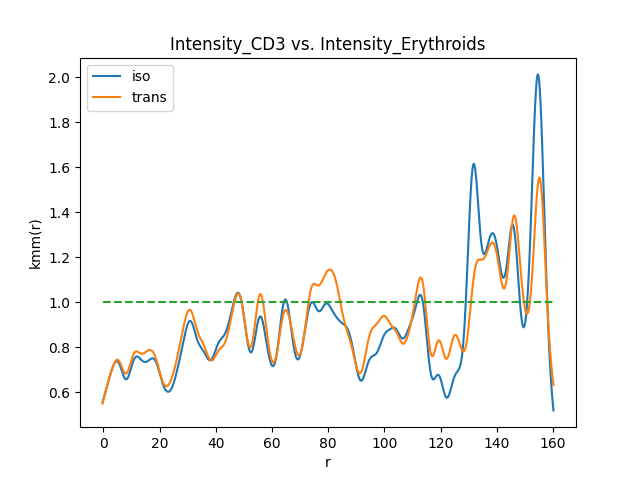 Intensity_CD3 vs. Intensity_Erythroids
iso
trans
kmm(r)
2.0
1.8
1.6
1.4
1.2
1.0
0.8
0.6
0 20 40 60 80 100 120 140 160
r